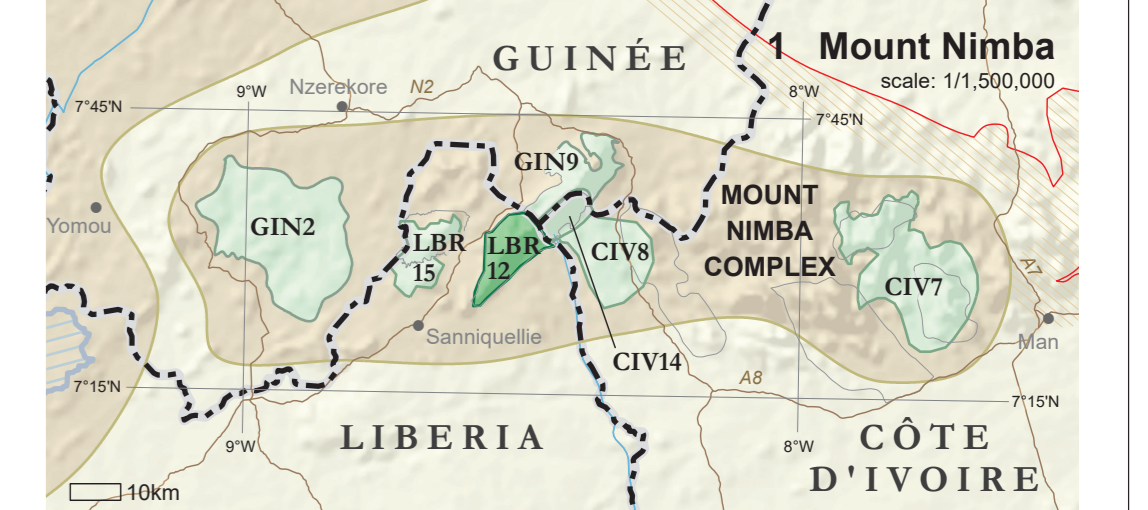 1 Mount Nimba
scale: 1/1,500,000
GUINÉE
9°W
Nzerekore
N2
8°W
7°45'N
7°45'N
GIN9
MOUNT
NIMBA
COMPLEX
Yomou
GIN2
LBR
15
LBR
12
CIV8
CIV7
A7
Sanniquellie
Man
CIV14
A8
7°15'N
7°15'N
9°W
LIBERIA
8°W
CÔTE
D'IVOIRE
10km